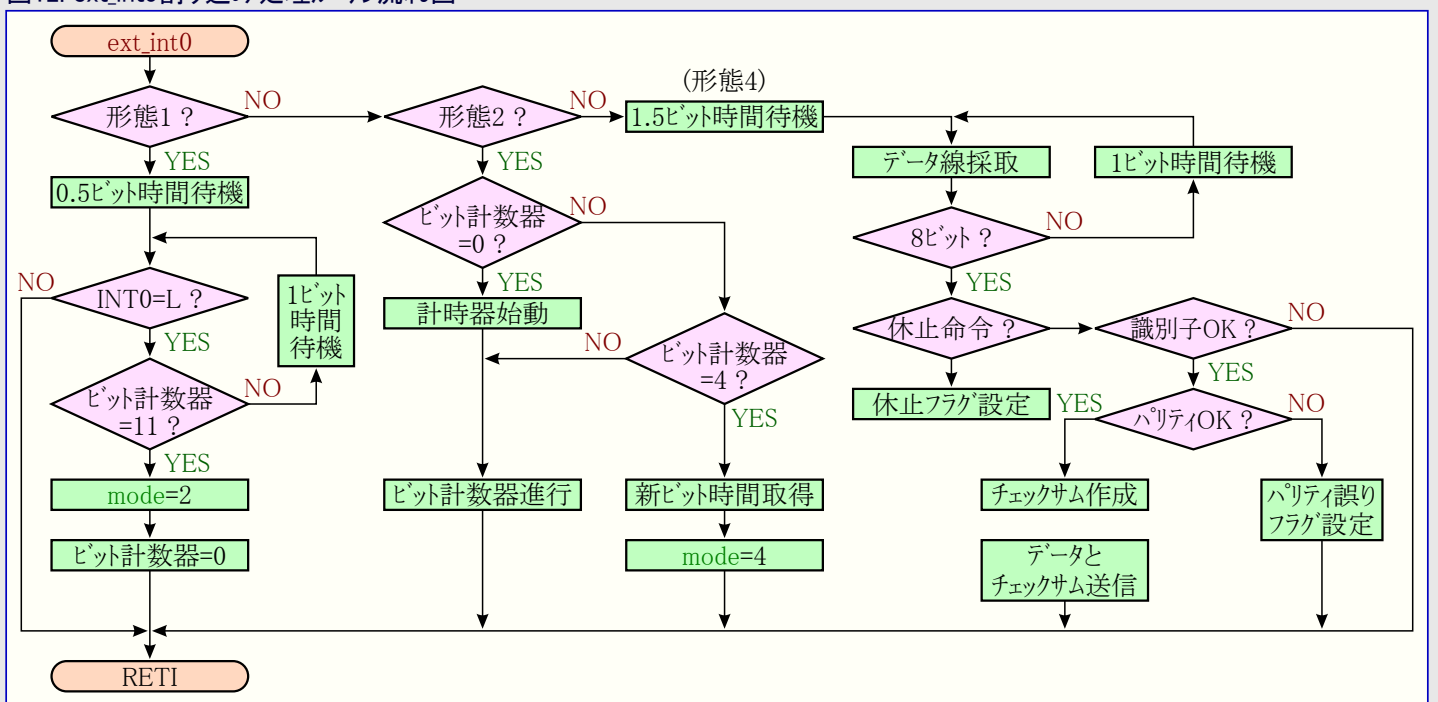 ext_int0
(形態4)
形態1 ?
NO
形態2 ?
NO
1.5ビット時間待機
YES
YES
データ線採取
1ビット時間待機
0.5ビット時間待機
ビット計数器
=0 ?
NO
8ビット ?
NO
NO
INT0=L ?
1ビット
時間
待機
YES
YES
計時器始動
休止命令 ?
識別子OK ?
NO
YES
NO
ビット計数器
=4 ?
YES
ビット計数器
=11 ?
NO
休止フラグ設定
YES
パリティOK ?
NO
YES
YES
mode=2
ビット計数器進行
新ビット時間取得
チェックサム作成
パリティ誤り
フラグ設定
ビット計数器=0
mode=4
データと
チェックサム送信
RETI